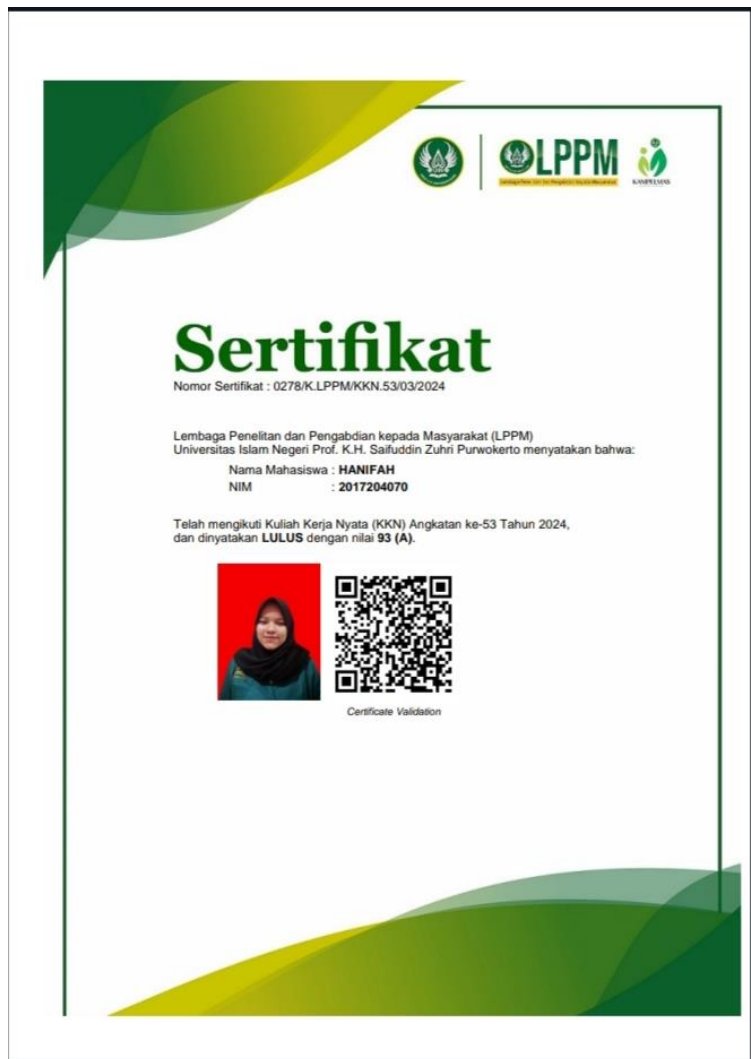 LPPM
KAMPELMAS
Sertifikat
Nomor Sertifikat : 0278/K.LPPM/KKN.53/03/2024
Lembaga Penelitan dan Pengabdian kepada Masyarakat (LPPM)
Universitas Islam Negeri Prof. K.H. Saifuddin Zuhri Purwokerto menyatakan bahwa:
Nama Mahasiswa : HANIFAH
NIM : 2017204070
Telah mengikuti Kuliah Kerja Nyata (KKN) Angkatan ke-53 Tahun 2024,
dan dinyatakan LULUS dengan nilai 93 (A).
Certificate Validation